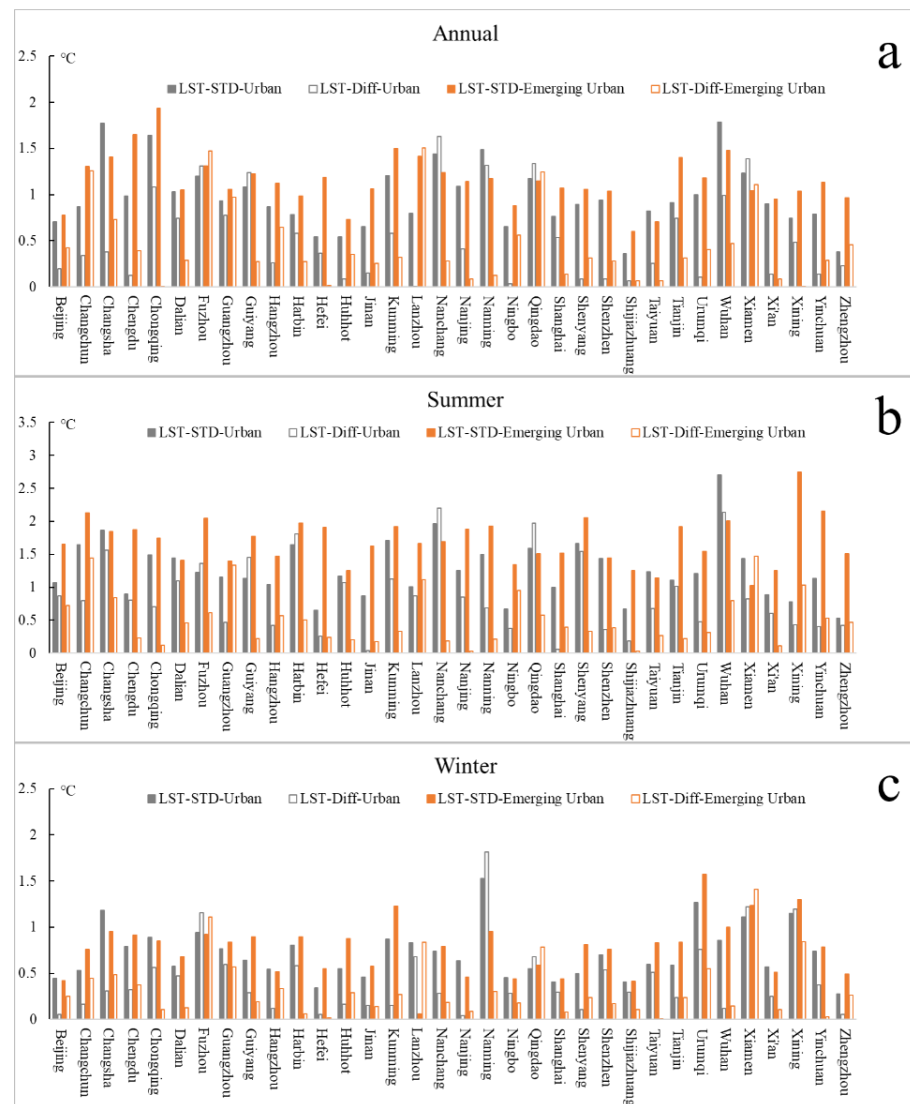 Annual
a
°C
2.5
LST-STD-Urban LST-Diff-Urban LST-STD-Emerging Urban LST-Diff-Emerging Urban
2
1.5
1
0.5
0
Beijing
Changchun
Changsha
Chengdu
Chongqing
Dalian
Fuzhou
Guangzhou
Guiyang
Hangzhou
Harbin
Hefei
Huhhot
Jinan
Kunming
Lanzhou
Nanchang
Nanjing
Nanning
Ningbo
Qingdao
Shanghai
Shenyang
Shenzhen
Shijiazhuang
Taiyuan
Tianjin
Urumqi
Wuhan
Xiamen
Xi'an
Xining
Yinchuan
Zhengzhou
Summer
b
°C
3.5
LST-STD-Urban LST-Diff-Urban LST-STD-Emerging Urban LST-Diff-Emerging Urban
3
2.5
2
1.5
1
0.5
0
Beijing
Changchun
Changsha
Chengdu
Chongqing
Dalian
Fuzhou
Guangzhou
Guiyang
Hangzhou
Harbin
Hefei
Huhhot
Jinan
Kunming
Lanzhou
Nanchang
Nanjing
Nanning
Ningbo
Qingdao
Shanghai
Shenyang
Shenzhen
Shijiazhuang
Taiyuan
Tianjin
Urumqi
Wuhan
Xiamen
Xi'an
Xining
Yinchuan
Zhengzhou
Winter
c
°C
2.5
LST-STD-Urban LST-Diff-Urban LST-STD-Emerging Urban LST-Diff-Emerging Urban
2
1.5
1
0.5
0
Beijing
Changchun
Changsha
Chengdu
Chongqing
Dalian
Fuzhou
Guangzhou
Guiyang
Hangzhou
Harbin
Hefei
Huhhot
Jinan
Kunming
Lanzhou
Nanchang
Nanjing
Nanning
Ningbo
Qingdao
Shanghai
Shenyang
Shenzhen
Shijiazhuang
Taiyuan
Tianjin
Urumqi
Wuhan
Xiamen
Xi'an
Xining
Yinchuan
Zhengzhou